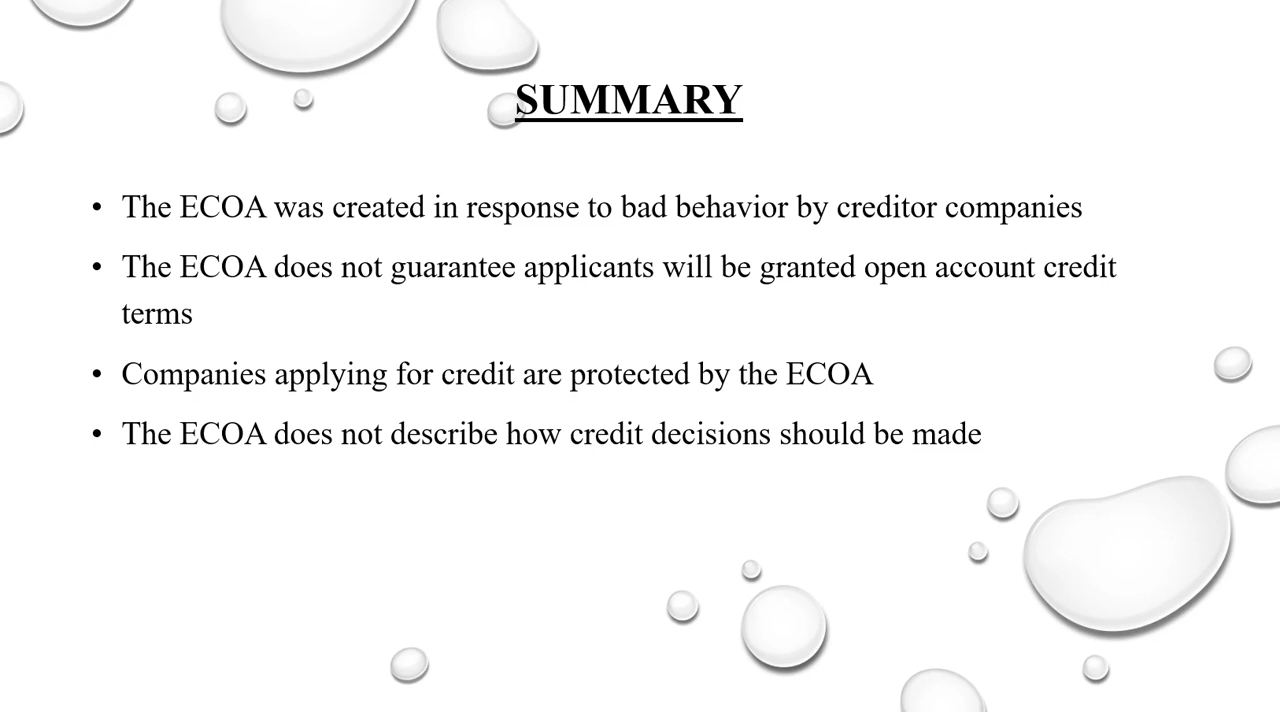 SUMMARY
• The ECOA was created in response to bad behavior by creditor companies
• The ECOA does not guarantee applicants will be granted open account credit
terms
• Companies applying for credit are protected by the ECOA
• The ECOA does not describe how credit decisions should be made